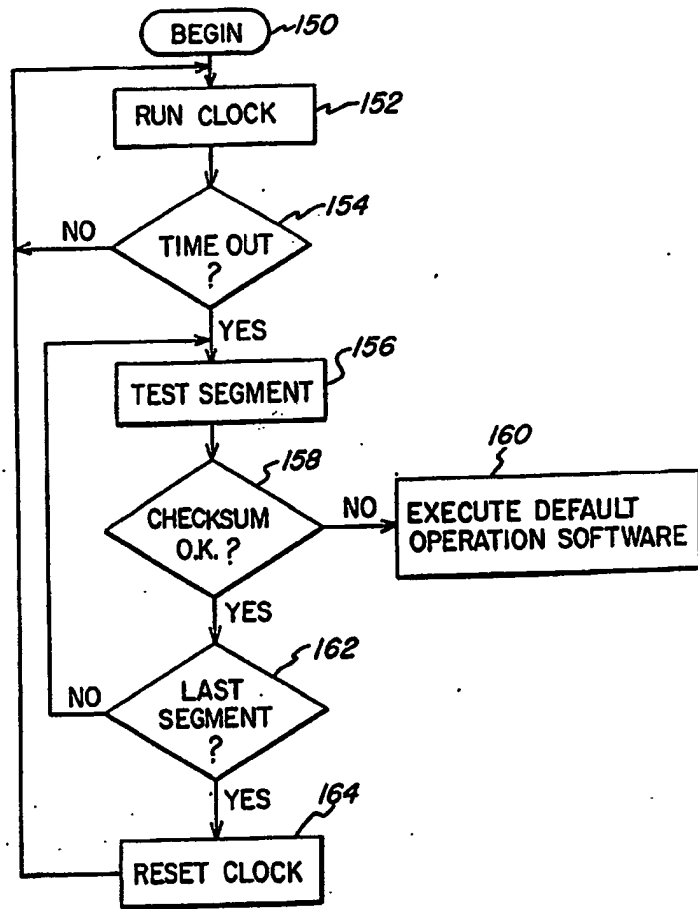 BEGIN
150
RUN CLOCK
152
154
NO
TIME OUT
?
YES
156
TEST SEGMENT
158
160
CHECKSUM
O.K. ?
NO
EXECUTE DEFAULT
OPERATION SOFTWARE
YES
162
NO
LAST
SEGMENT
?
YES
164
RESET CLOCK